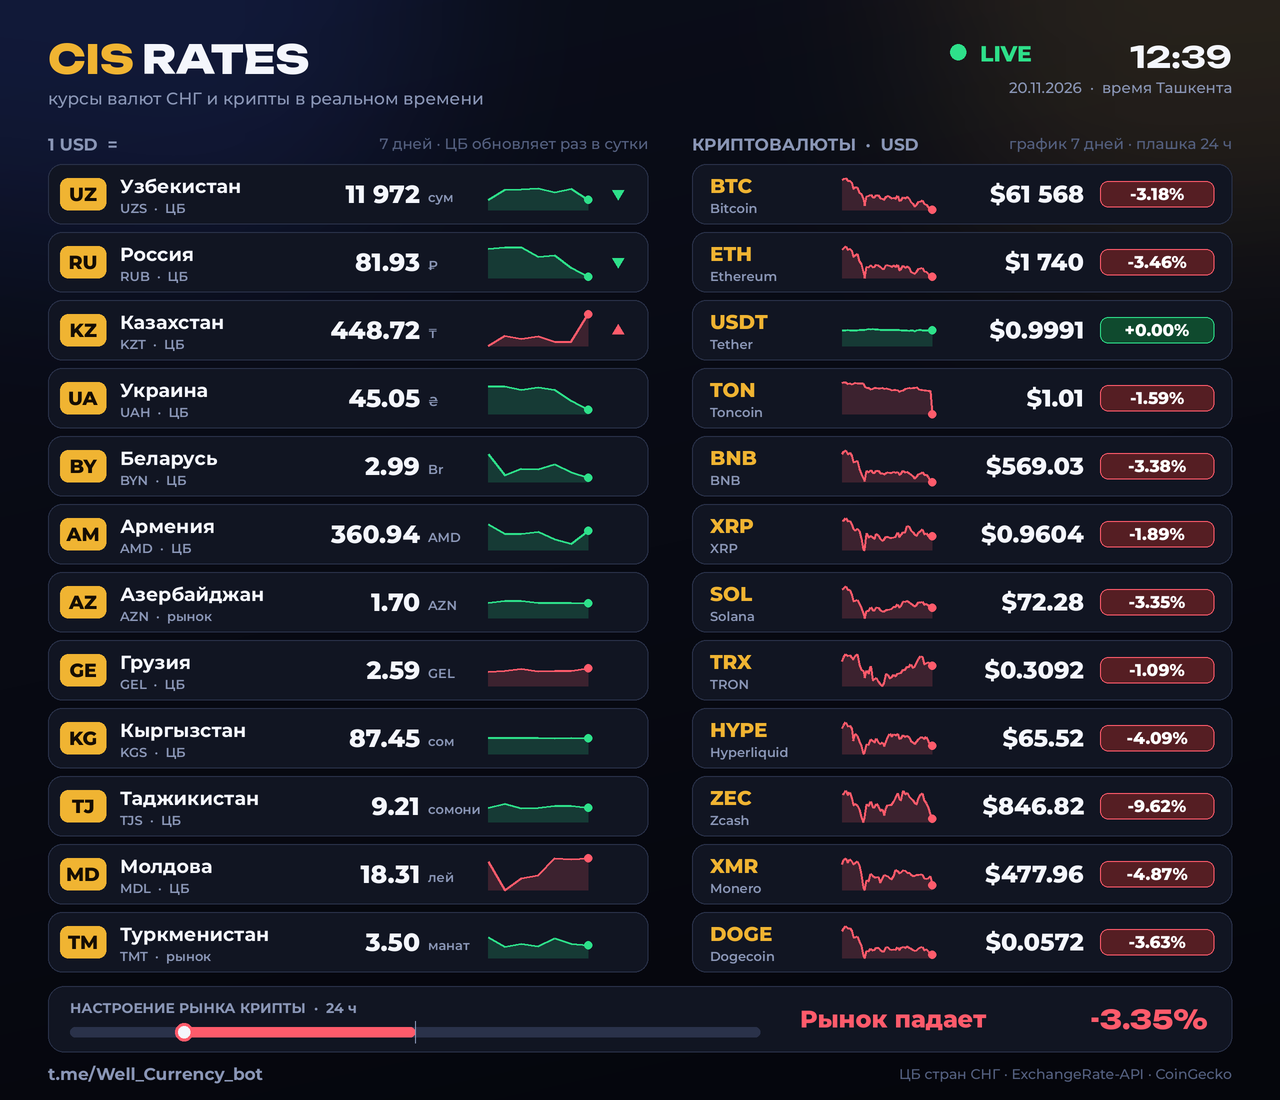 CIS RATES
курсы валют СНГ и крипты в реальном времени
LIVE
12:39
20.11.2026 · время Ташкента
1 USD =
7 дней · ЦБ обновляет раз в сутки
UZ Узбекистан 11 972 сум
UZS · ЦБ
RU Россия 81.93 ₽
RUB · ЦБ
KZ Казахстан 448.72 ₸
KZT · ЦБ
UA Украина 45.05 ₴
UAH · ЦБ
BY Беларусь 2.99 Br
BYN · ЦБ
AM Армения 360.94 AMD
AMD · ЦБ
AZ Азербайджан 1.70 AZN
AZN · рынок
GE Грузия 2.59 GEL
GEL · ЦБ
KG Кыргызстан 87.45 сом
KGS · ЦБ
TJ Таджикистан 9.21 сомони
TJS · ЦБ
MD Молдова 18.31 лей
MDL · ЦБ
TM Туркменистан 3.50 манат
TMT · рынок
КРИПТОВАЛЮТЫ · USD
график 7 дней · плашка 24 ч
BTC $61 568 -3.18%
Bitcoin
ETH $1 740 -3.46%
Ethereum
USDT $0.9991 +0.00%
Tether
TON $1.01 -1.59%
Toncoin
BNB $569.03 -3.38%
BNB
XRP $0.9604 -1.89%
XRP
SOL $72.28 -3.35%
Solana
TRX $0.3092 -1.09%
TRON
HYPE $65.52 -4.09%
Hyperliquid
ZEC $846.82 -9.62%
Zcash
XMR $477.96 -4.87%
Monero
DOGE $0.0572 -3.63%
Dogecoin
НАСТРОЕНИЕ РЫНКА КРИПТЫ · 24 ч
Рынок падает -3.35%
t.me/Well_Currency_bot
ЦБ стран СНГ · ExchangeRate-API · CoinGecko